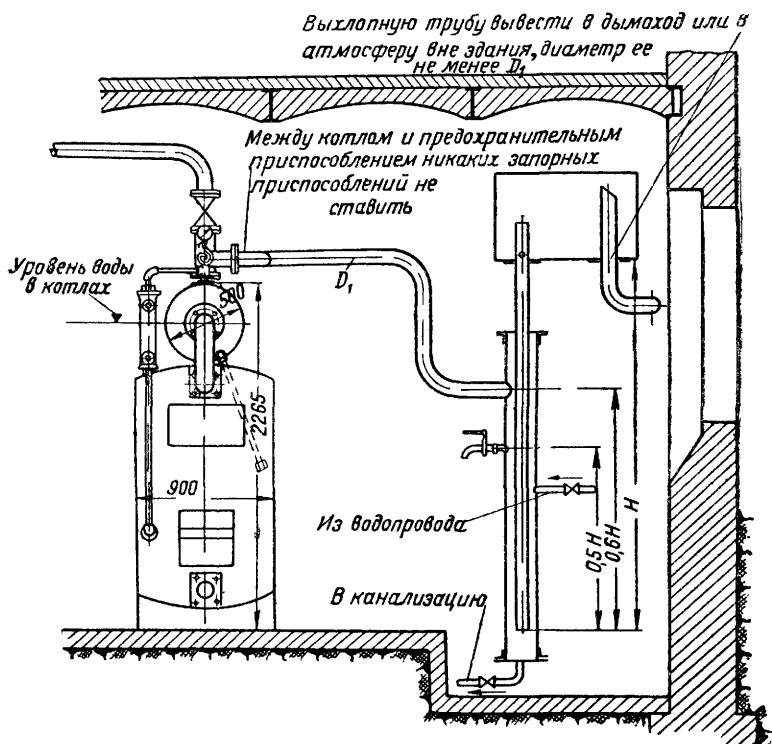 Выхлопную трубу вывести в дымоход или в
атмосферу вне здания, диаметр ее
не менее D₁
Между котлом и предохранительным
приспособлением никаких запорных
приспособлений не
ставить
Уровень воды
в котлах
D₁
500
2265
900
Из водопровода
0,5H
0,6H
H
В канализацию